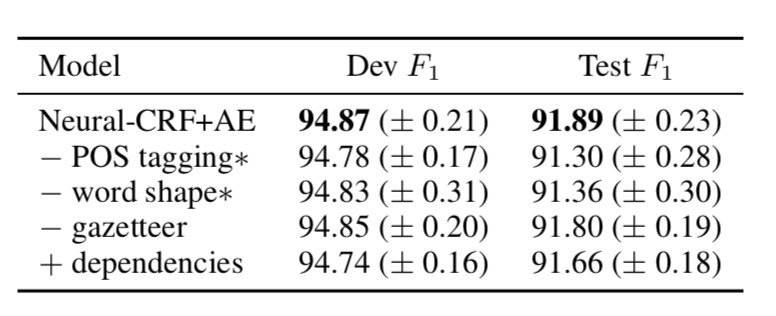 Model Dev F1 Test F1
Neural-CRF+AE 94.87 (± 0.21) 91.89 (± 0.23)
− POS tagging∗ 94.78 (± 0.17) 91.30 (± 0.28)
− word shape∗ 94.83 (± 0.31) 91.36 (± 0.30)
− gazetteer 94.85 (± 0.20) 91.80 (± 0.19)
+ dependencies 94.74 (± 0.16) 91.66 (± 0.18)